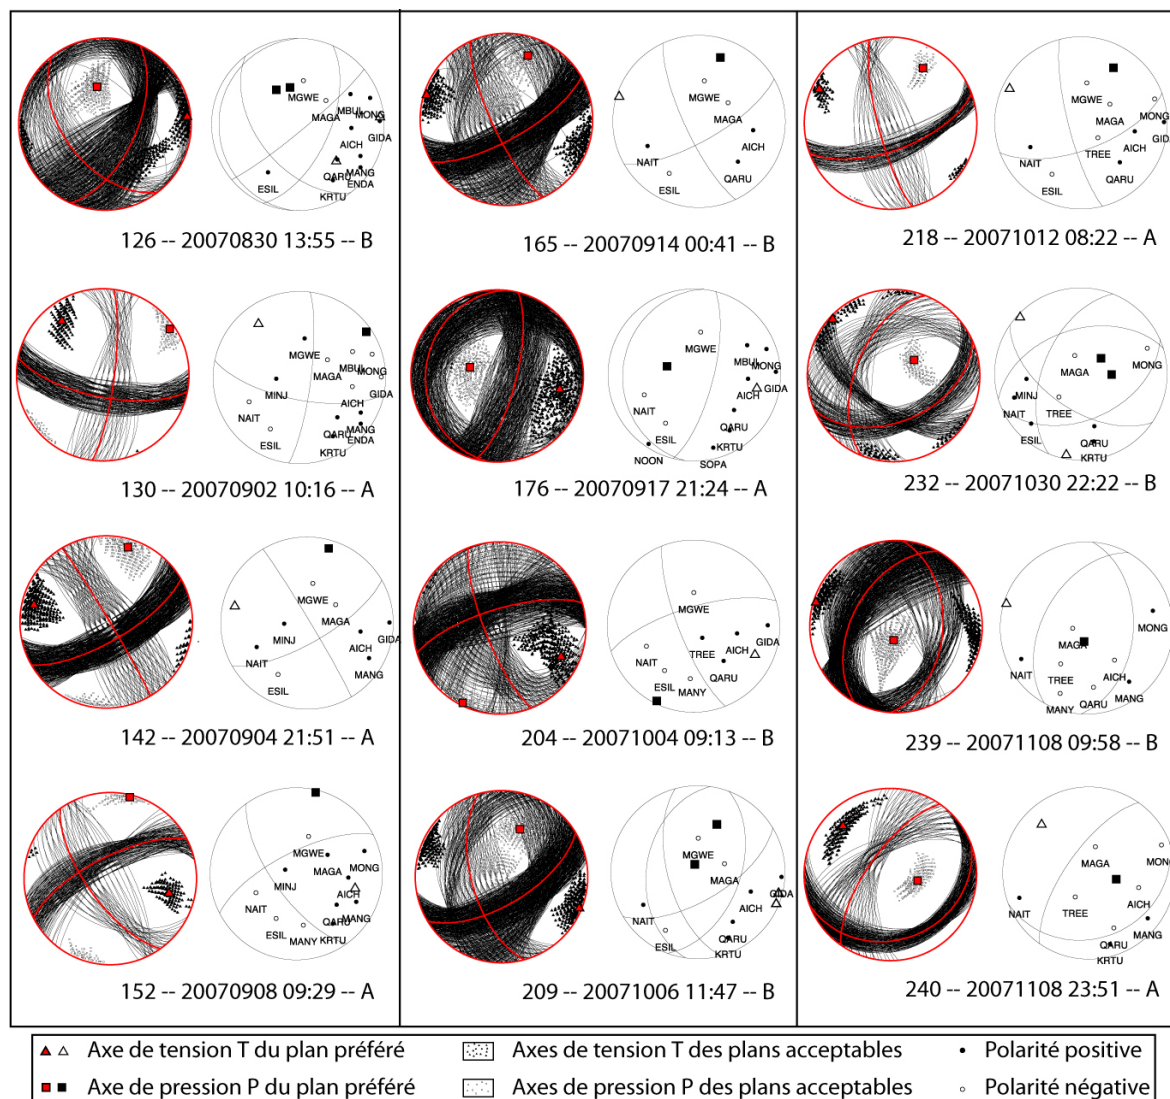 MGWE
MAGA
MBUL
MONG
GIDA
AICH
QARU
MANG
ENDA
KRTU
ESIL
126 -- 20070830 13:55 -- B
MGWE
MAGA
AICH
NAIT
QARU
ESIL
165 -- 20070914 00:41 -- B
MGWE
MAGA
MONG
GIDA
AICH
TREE
NAIT
QARU
ESIL
218 -- 20071012 08:22 -- A
MGWE
MAGA
MBUL
MONG
GIDA
MINJ
AICH
NAIT
ESIL
QARU
MANG
ENDA
KRTU
130 -- 20070902 10:16 -- A
MGWE
MBUL
MONG
GIDA
AICH
NAIT
ESIL
QARU
KRTU
NOON
SOPA
176 -- 20070917 21:24 -- A
MAGA
MONG
MINJ
NAIT
TREE
ESIL
QARU
KRTU
232 -- 20071030 22:22 -- B
MGWE
MAGA
MINJ
GIDA
NAIT
AICH
ESIL
MANG
142 -- 20070904 21:51 -- A
MGWE
GIDA
TREE
AICH
NAIT
QARU
ESIL
MANY
204 -- 20071004 09:13 -- B
MONG
MAGA
NAIT
TREE
AICH
MANY
QARU
MANG
239 -- 20071108 09:58 -- B
MGWE
MAGA
MONG
MINJ
AICH
NAIT
QARU
MANG
ESIL
MANY
KRTU
152 -- 20070908 09:29 -- A
MGWE
MAGA
GIDA
AICH
NAIT
QARU
ESIL
KRTU
209 -- 20071006 11:47 -- B
MAGA
MONG
AICH
NAIT
TREE
MANG
QARU
KRTU
240 -- 20071108 23:51 -- A
Axe de tension T du plan préféré
Axes de tension T des plans acceptables
Polarité positive
Axe de pression P du plan préféré
Axes de pression P des plans acceptables
Polarité négative